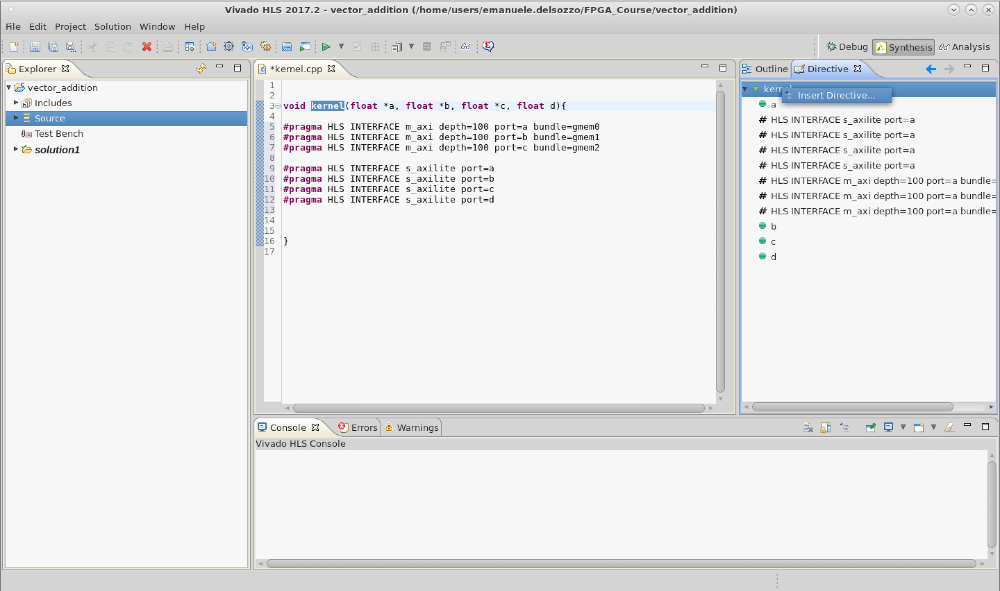 Vivado HLS 2017.2 - vector_addition (/home/users/emanuele.delsozzo/FPGA_Course/vector_addition)
File Edit Project Solution Window Help
Debug Synthesis Analysis
Explorer
vector_addition
Includes
Source
Test Bench
solution1
*kernel.cpp
1
2
3 void kernel(float *a, float *b, float *c, float d){
4
5 #pragma HLS INTERFACE m_axi depth=100 port=a bundle=gmem0
6 #pragma HLS INTERFACE m_axi depth=100 port=b bundle=gmem1
7 #pragma HLS INTERFACE m_axi depth=100 port=c bundle=gmem2
8
9 #pragma HLS INTERFACE s_axilite port=a
10 #pragma HLS INTERFACE s_axilite port=b
11 #pragma HLS INTERFACE s_axilite port=c
12 #pragma HLS INTERFACE s_axilite port=d
13
14
15
16 }
17
Outline Directive
Insert Directive...
a
# HLS INTERFACE s_axilite port=a
# HLS INTERFACE s_axilite port=a
# HLS INTERFACE s_axilite port=a
# HLS INTERFACE s_axilite port=a
# HLS INTERFACE m_axi depth=100 port=a bundle=
# HLS INTERFACE m_axi depth=100 port=a bundle=
# HLS INTERFACE m_axi depth=100 port=a bundle=
b
c
d
Console Errors Warnings
Vivado HLS Console